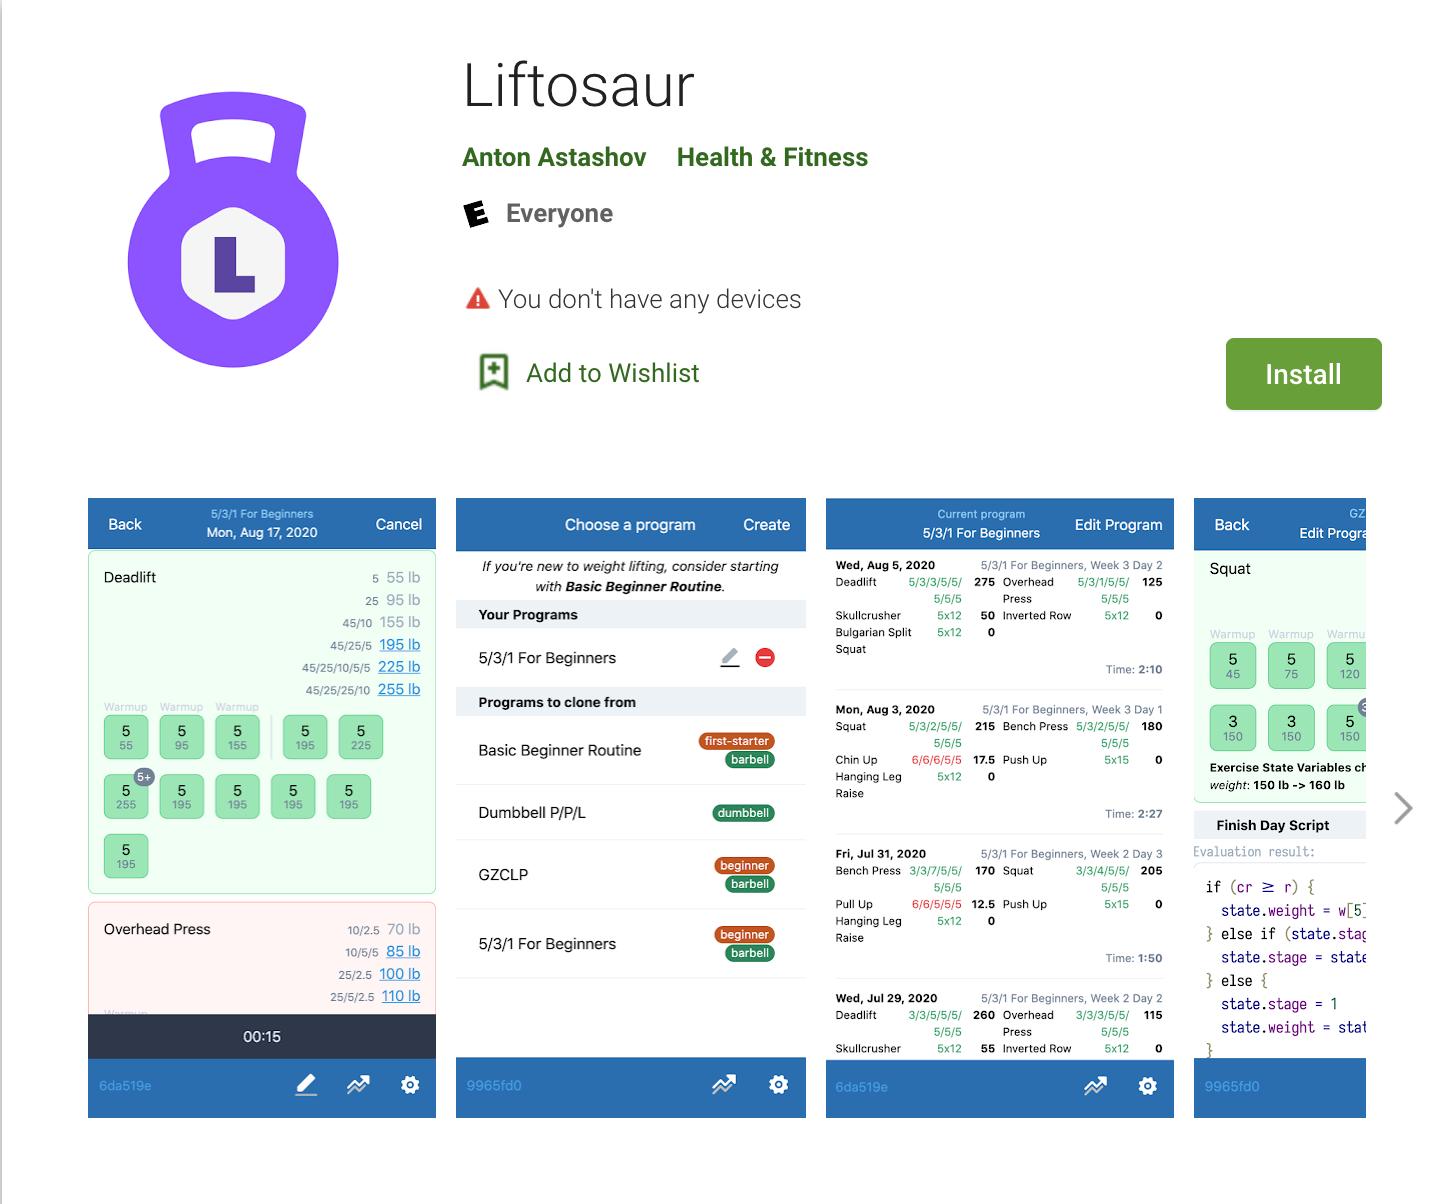 Liftosaur
Anton Astashov Health & Fitness
E Everyone
You don't have any devices
Add to Wishlist
Install
L
Back 5/3/1 For Beginners Cancel
Mon, Aug 17, 2020
Deadlift 5 55 lb
25 95 lb
45/10 155 lb
45/25/5 195 lb
45/25/10/5/5 225 lb
45/25/25/10 255 lb
Warmup Warmup Warmup
5 5 5 5 5
55 95 155 195 225
5+
5 5 5 5 5
255 195 195 195 195
5
195
Overhead Press 10/2.5 70 lb
10/5/5 85 lb
25/2.5 100 lb
25/5/2.5 110 lb
00:15
6da519e
Choose a program Create
If you're new to weight lifting, consider starting
with Basic Beginner Routine.
Your Programs
5/3/1 For Beginners
Programs to clone from
Basic Beginner Routine first-starter
barbell
Dumbbell P/P/L dumbbell
GZCLP beginner
barbell
5/3/1 For Beginners beginner
barbell
9965fd0
Current program
5/3/1 For Beginners Edit Program
Wed, Aug 5, 2020 5/3/1 For Beginners, Week 3 Day 2
Deadlift 5/3/3/5/5/ 275 Overhead 5/3/1/5/5/ 125
5/5/5 Press 5/5/5
Skullcrusher 5x12 50 Inverted Row 5x12 0
Bulgarian Split 5x12 0
Squat
Time: 2:10
Mon, Aug 3, 2020 5/3/1 For Beginners, Week 3 Day 1
Squat 5/3/2/5/5/ 215 Bench Press 5/3/2/5/5/ 180
5/5/5 5/5/5
Chin Up 6/6/6/5/5 17.5 Push Up 5x15 0
Hanging Leg 5x12 0
Raise
Time: 2:27
Fri, Jul 31, 2020 5/3/1 For Beginners, Week 2 Day 3
Bench Press 3/3/7/5/5/ 170 Squat 3/3/4/5/5/ 205
5/5/5 5/5/5
Pull Up 6/6/5/5/5 12.5 Push Up 5x15 0
Hanging Leg 5x12 0
Raise
Time: 1:50
Wed, Jul 29, 2020 5/3/1 For Beginners, Week 2 Day 2
Deadlift 3/3/5/5/5/ 260 Overhead 3/3/3/5/5/ 115
5/5/5 Press 5/5/5
Skullcrusher 5x12 55 Inverted Row 5x12 0
6da519e
Back GZ
Edit Progra
Squat
Warmup Warmup Warmu
5 5 5
45 75 120
3 3 5
150 150 150
Exercise State Variables ch
weight: 150 lb -> 160 lb
Finish Day Script
Evaluation result:
if (cr ≥ r) {
state.weight = w[5]
} else if (state.stag
state.stage = state
} else {
state.stage = 1
state.weight = stat
}
9965fd0